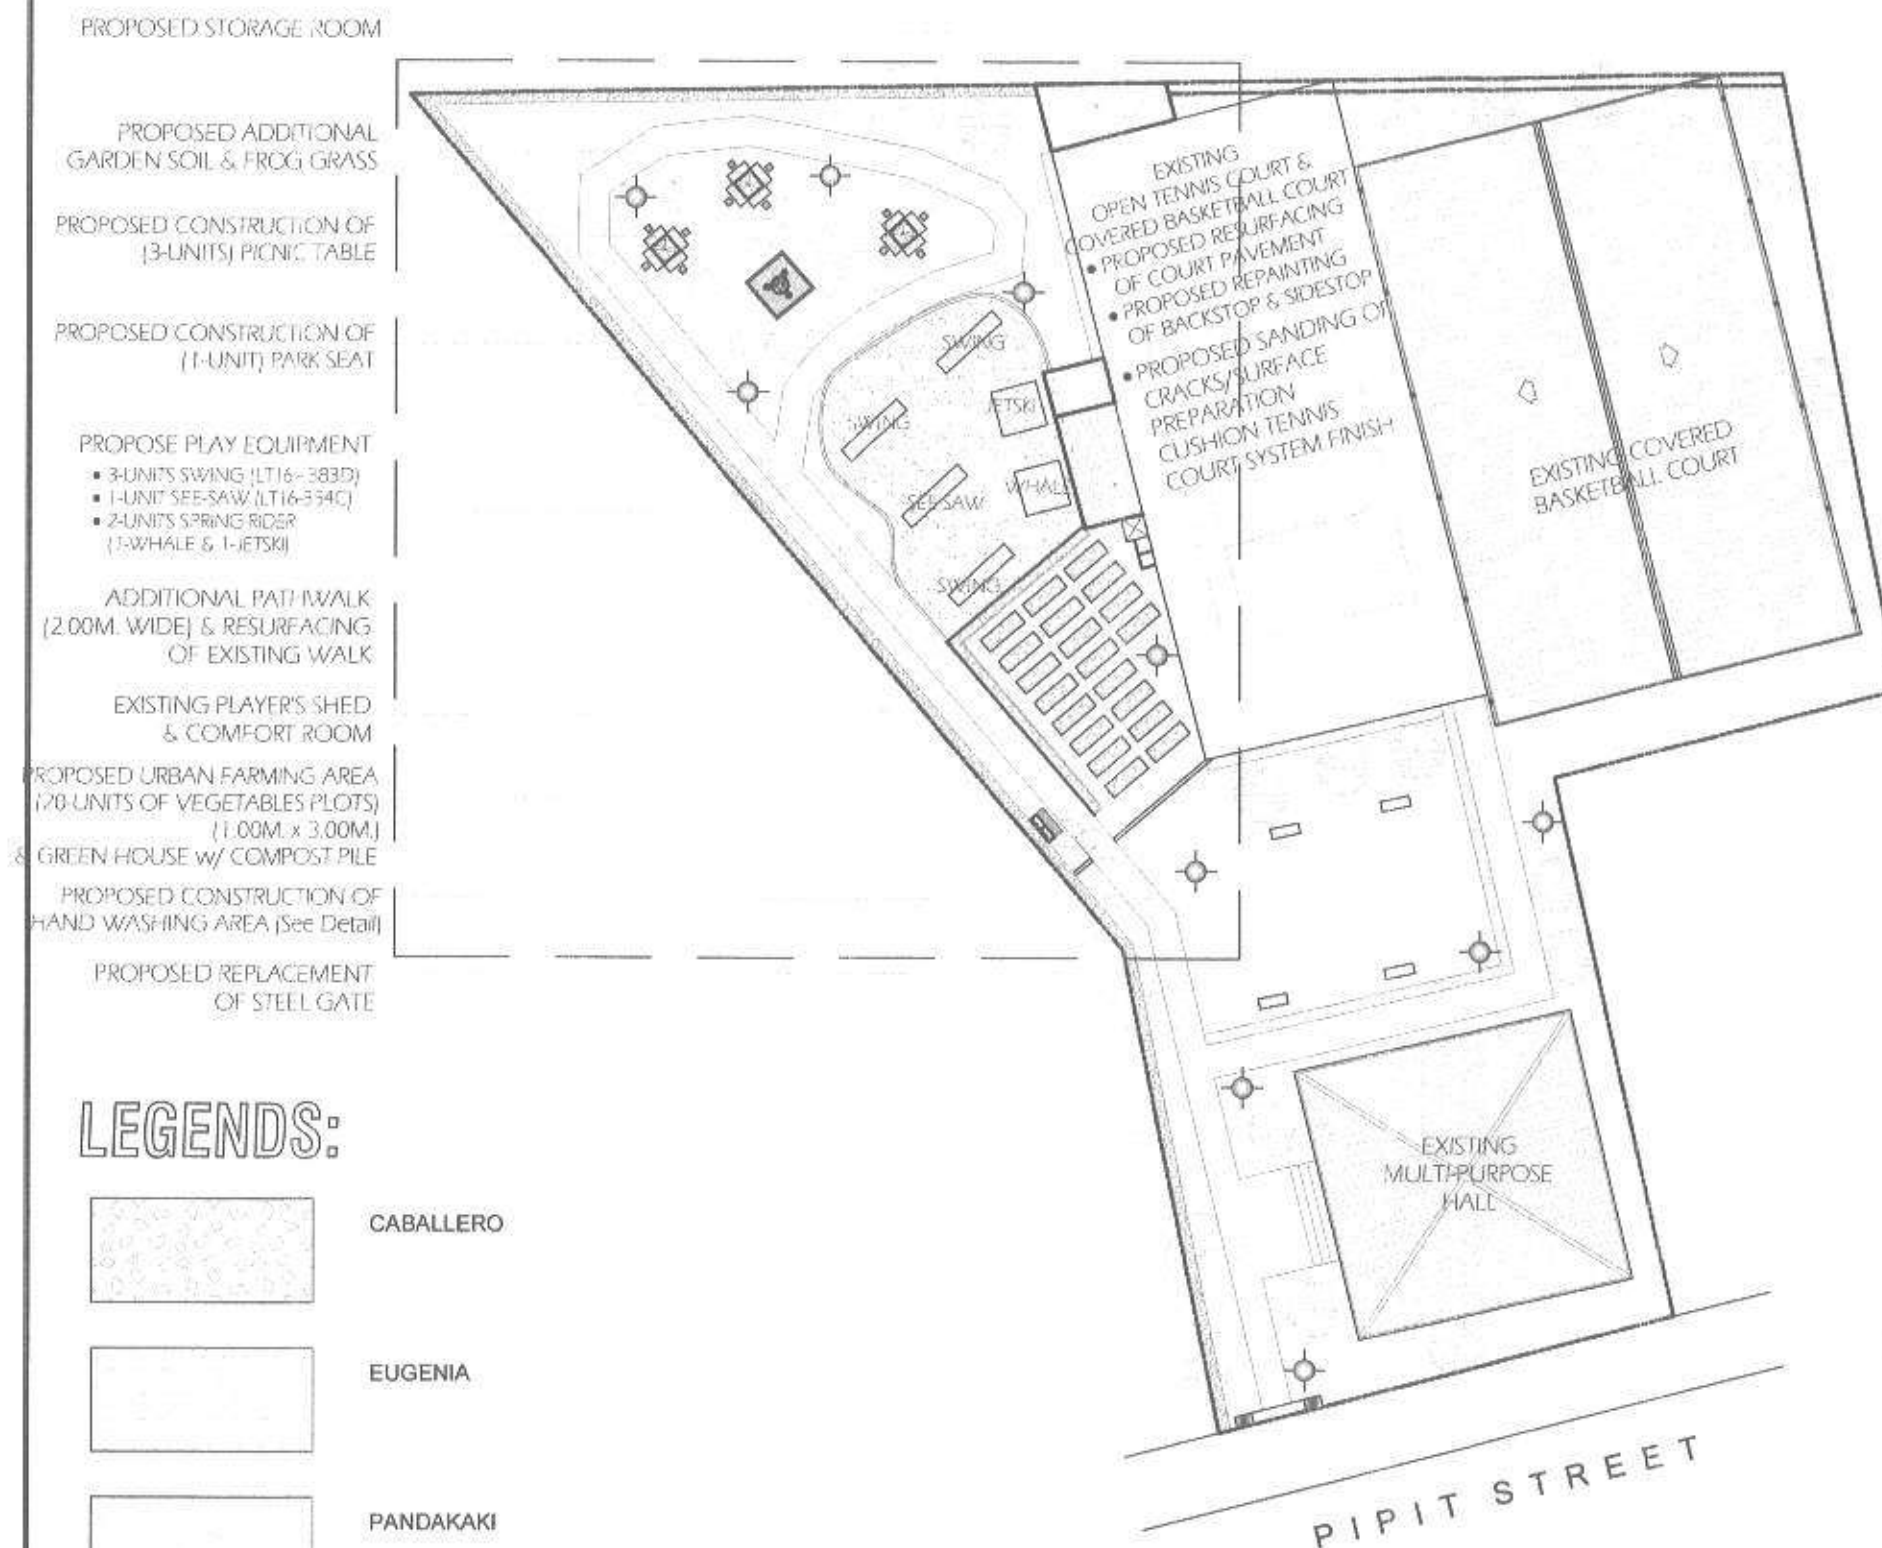 PROPOSED STORAGE ROOM
PROPOSED ADDITIONAL
GARDEN SOIL & FROG GRASS
PROPOSED CONSTRUCTION OF
(3-UNITS) PICNIC TABLE
PROPOSED CONSTRUCTION OF
(1-UNIT) PARK SEAT
PROPOSE PLAY EQUIPMENT
• 3-UNITS SWING (LT16-383D)
• 1-UNIT SEE-SAW
• 2-UNITS SPRING RIDER
(1-WHALE & 1-JETSKI)
ADDITIONAL PATHWALK
(2.00M. WIDE) & RESURFACING
OF EXISTING WALK
EXISTING PLAYER'S SHED
& COMFORT ROOM
PROPOSED URBAN FARMING AREA
(20-UNITS OF VEGETABLES PLOTS)
(1.00M. x 3.00M.)
& GREEN HOUSE w/ COMPOST PILE
PROPOSED CONSTRUCTION OF
HAND WASHING AREA (See Detail)
PROPOSED REPLACEMENT
OF STEEL GATE
EXISTING
OPEN TENNIS COURT &
COVERED BASKETBALL COURT
• PROPOSED RESURFACING
OF COURT PAVEMENT
• PROPOSED REPAINTING
OF BACKSTOP & SIDESTOP
• PROPOSED SANDING OF
CRACKS/SURFACE
PREPARATION
CUSHION TENNIS
COURT SYSTEM FINISH
EXISTING COVERED
BASKETBALL COURT
SWING
JETSKI
SWING
SEE-SAW
WHALE
SWING
EXISTING
MULTI-PURPOSE
HALL
PIPIT STREET
LEGENDS:
CABALLERO
EUGENIA
PANDAKAKI